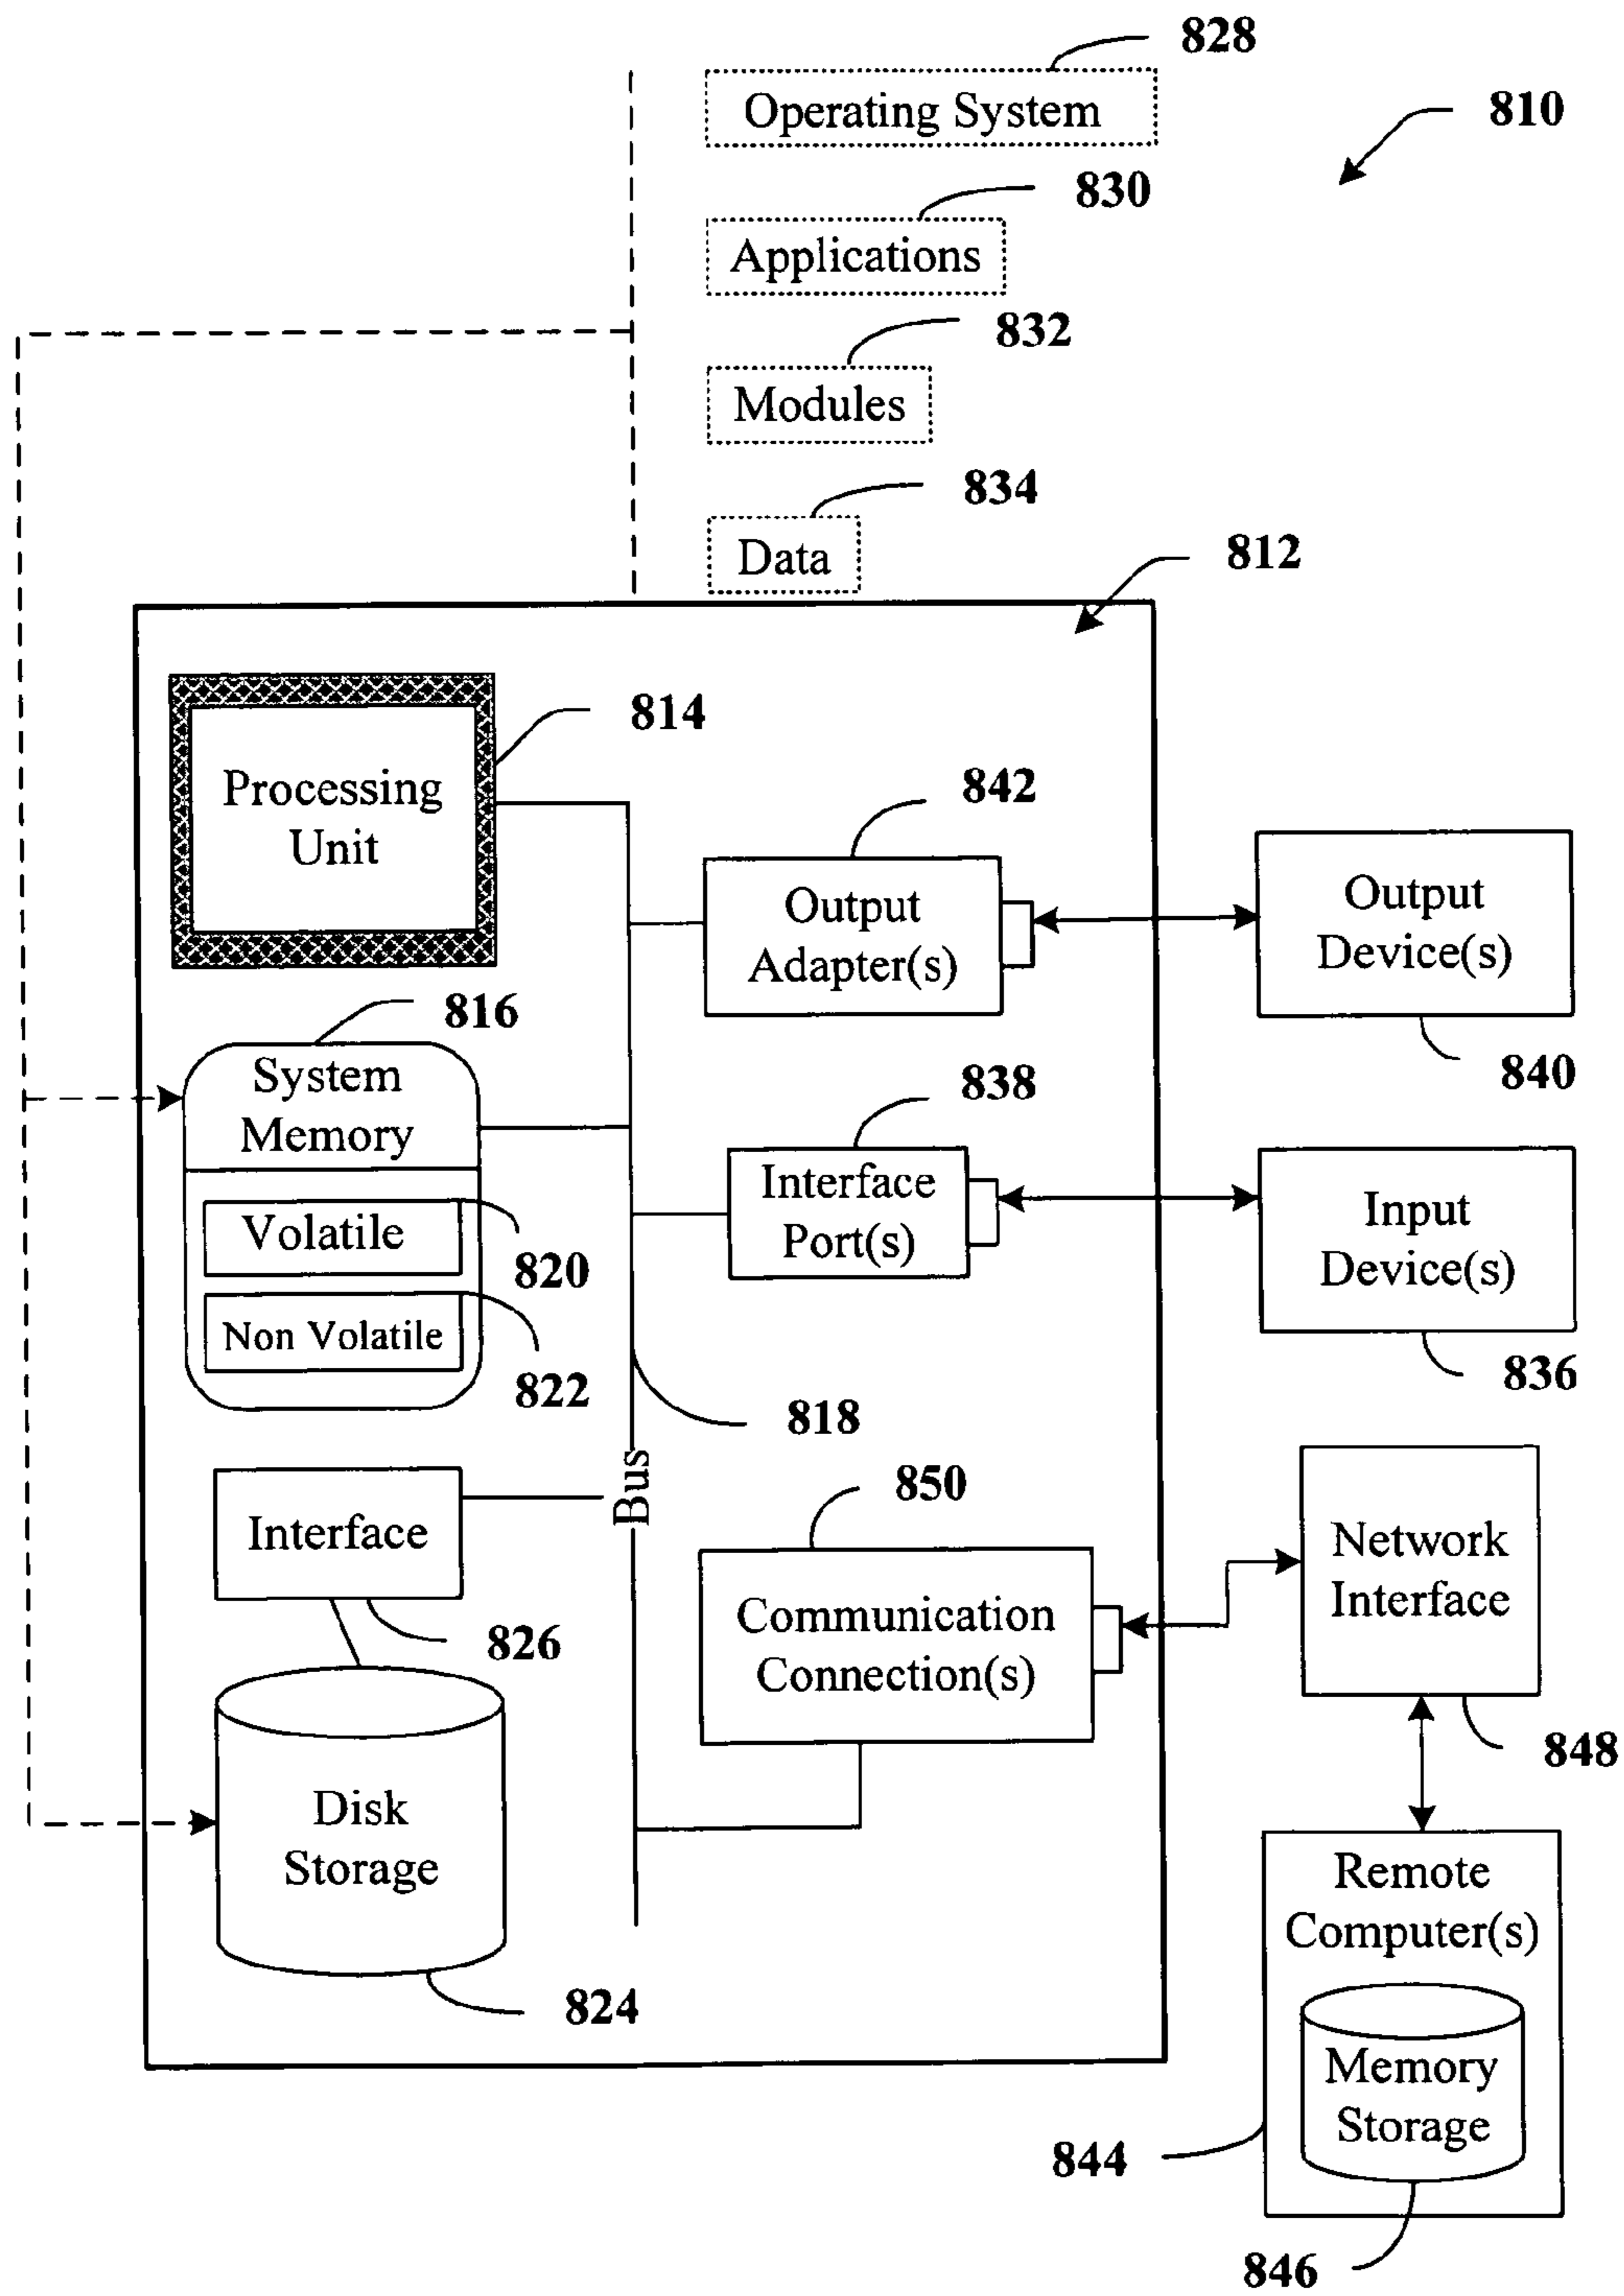 828
Operating System
810
830
Applications
832
Modules
834
Data
812
814
Processing
Unit
842
Output
Adapter(s)
Output
Device(s)
840
816
System
Memory
838
Interface
Port(s)
Input
Device(s)
836
Volatile
820
Non Volatile
822
818
Bus
850
Interface
826
Communication
Connection(s)
Network
Interface
848
Disk
Storage
824
Remote
Computer(s)
Memory
Storage
844
846